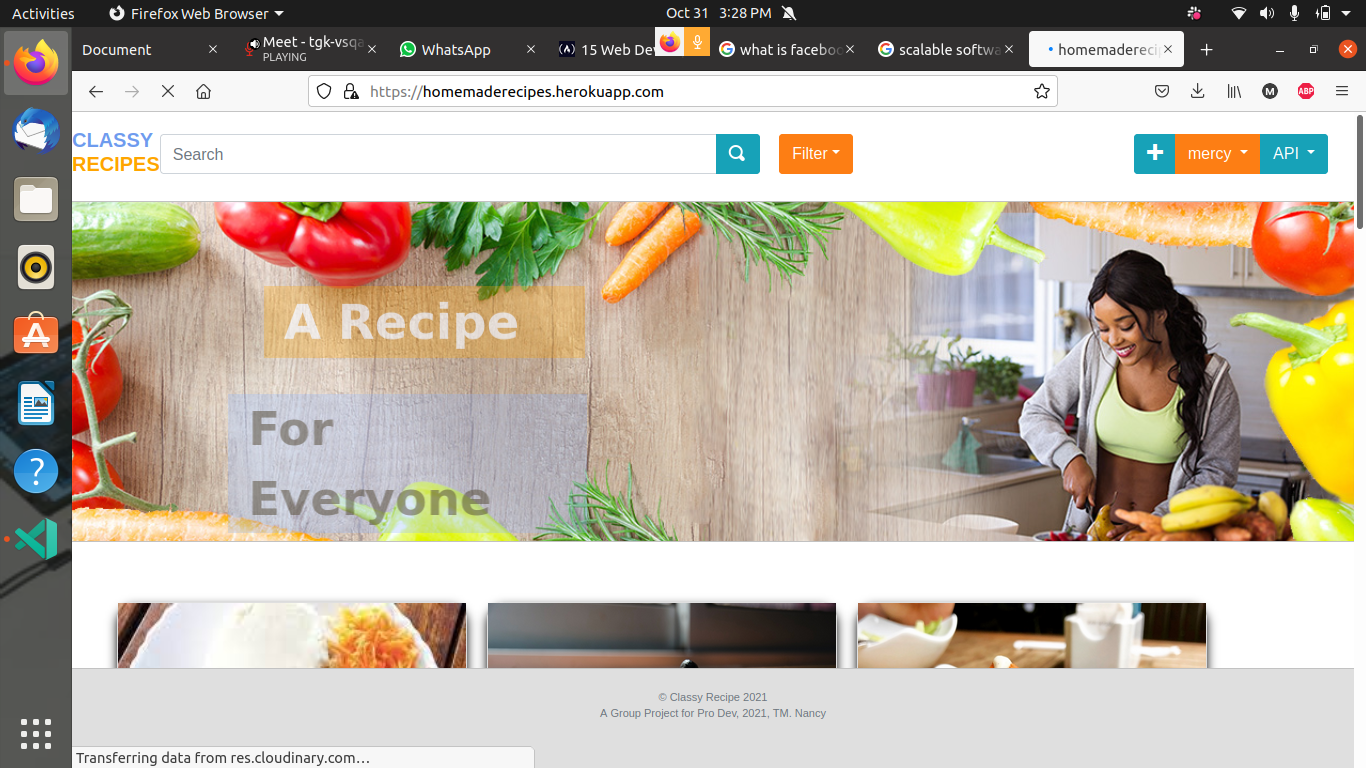 Activities
Firefox Web Browser
Oct 31 3:28 PM
Document
Meet - tgk-vsqa
PLAYING
WhatsApp
15 Web Dev
what is faceboo
scalable softwa
homemaderecip
https://homemaderecipes.herokuapp.com
M
ABP
CLASSY
RECIPES
Search
Filter
mercy
API
A Recipe
For
Everyone
© Classy Recipe 2021
A Group Project for Pro Dev, 2021, TM. Nancy
Transferring data from res.cloudinary.com…